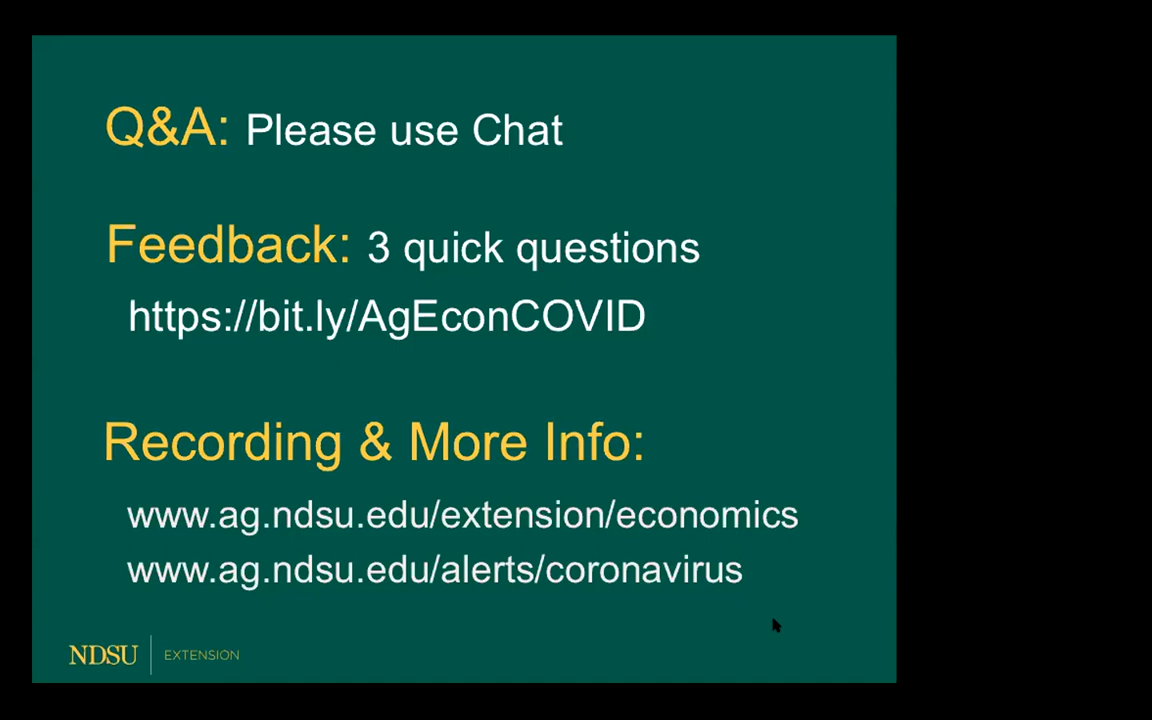 Q&A: Please use Chat
Feedback: 3 quick questions
https://bit.ly/AgEconCOVID
Recording & More Info:
www.ag.ndsu.edu/extension/economics
www.ag.ndsu.edu/alerts/coronavirus
NDSU EXTENSION